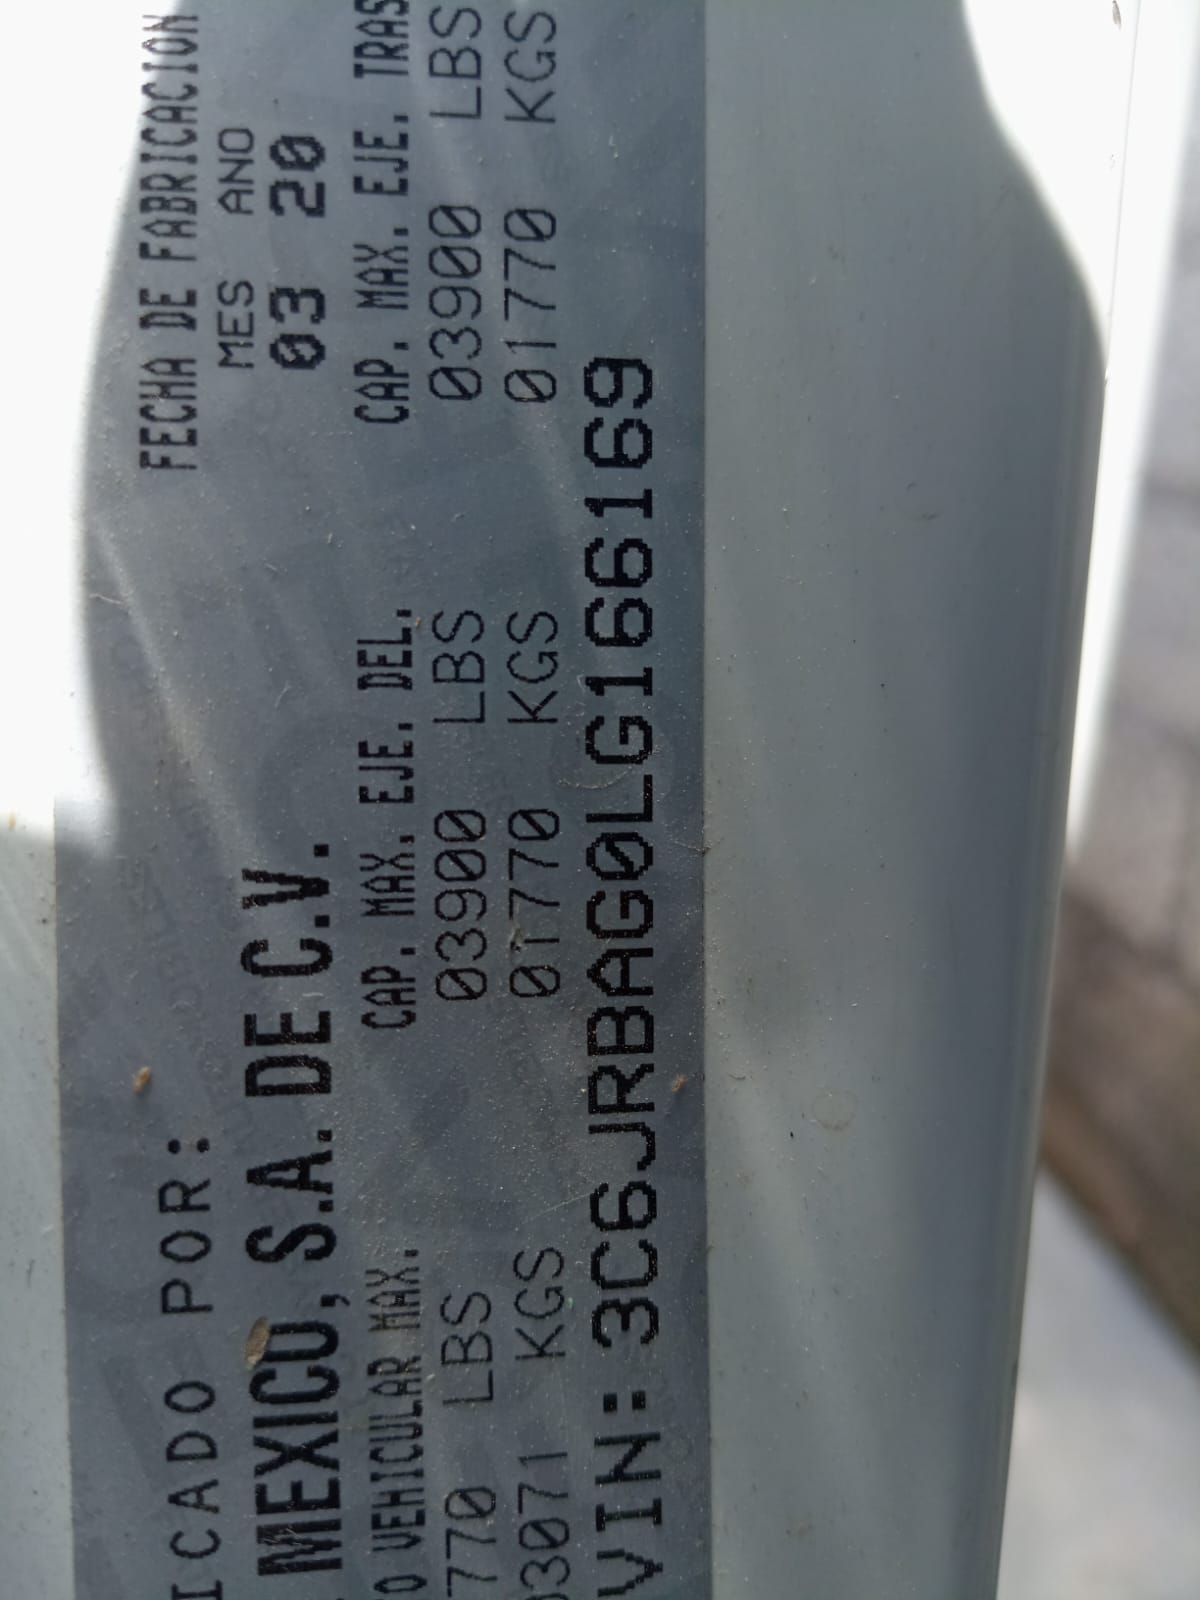 ICADO POR:
FECHA DE FABRICACION
MEXICO, S.A. DE C.V.
MES ANO
03 20
O VEHICULAR MAX.
CAP. MAX. EJE. DEL.
CAP. MAX. EJE. TRAS
770 LBS
03900 LBS
03900 LBS
3071 KGS
01770 KGS
01770 KGS
VIN: 3C6JRBAG0LG166169